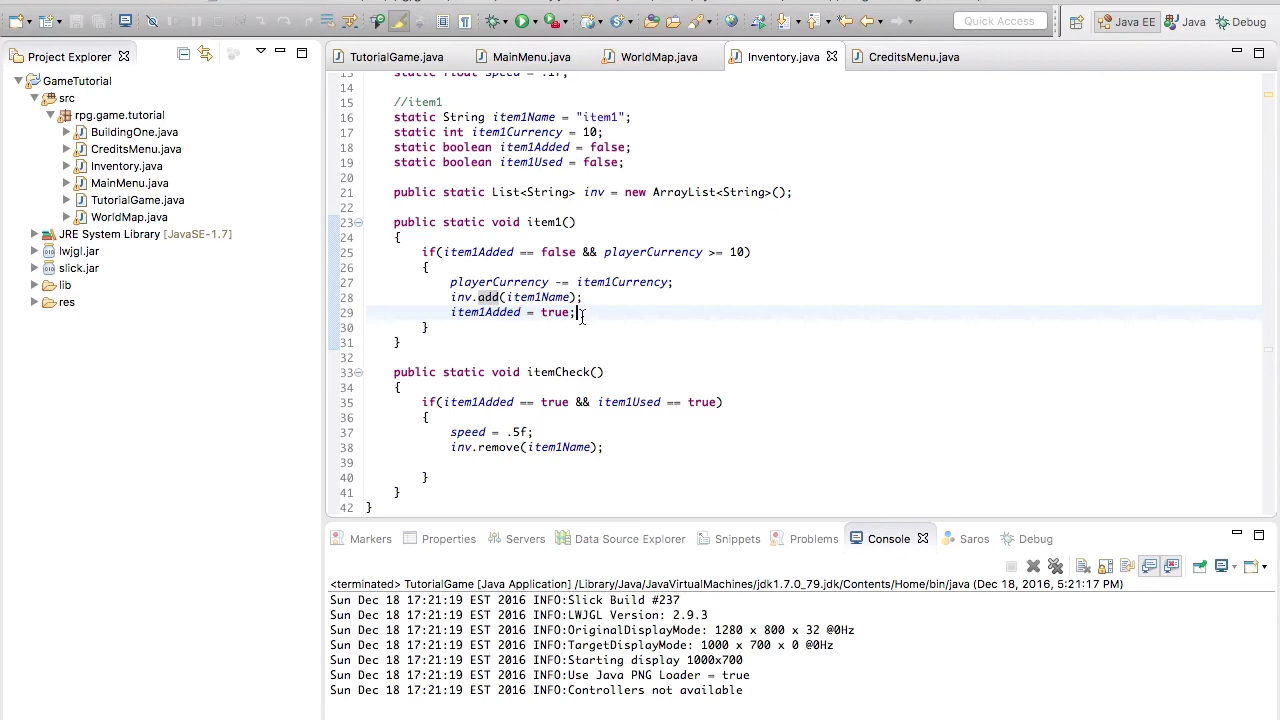 Quick Access
Java EE
Java
Debug
Project Explorer
TutorialGame.java
MainMenu.java
WorldMap.java
Inventory.java
CreditsMenu.java
GameTutorial
src
rpg.game.tutorial
BuildingOne.java
CreditsMenu.java
Inventory.java
MainMenu.java
TutorialGame.java
WorldMap.java
JRE System Library [JavaSE-1.7]
lwjgl.jar
slick.jar
lib
res
13 static float speed = .1f;
14
15 //item1
16 static String item1Name = "item1";
17 static int item1Currency = 10;
18 static boolean item1Added = false;
19 static boolean item1Used = false;
20
21 public static List<String> inv = new ArrayList<String>();
22
23 public static void item1()
24 {
25 if(item1Added == false && playerCurrency >= 10)
26 {
27 playerCurrency -= item1Currency;
28 inv.add(item1Name);
29 item1Added = true;
30 }
31 }
32
33 public static void itemCheck()
34 {
35 if(item1Added == true && item1Used == true)
36 {
37 speed = .5f;
38 inv.remove(item1Name);
39
40 }
41 }
42 }
Markers
Properties
Servers
Data Source Explorer
Snippets
Problems
Console
Saros
Debug
<terminated> TutorialGame [Java Application] /Library/Java/JavaVirtualMachines/jdk1.7.0_79.jdk/Contents/Home/bin/java (Dec 18, 2016, 5:21:17 PM)
Sun Dec 18 17:21:19 EST 2016 INFO:Slick Build #237
Sun Dec 18 17:21:19 EST 2016 INFO:LWJGL Version: 2.9.3
Sun Dec 18 17:21:19 EST 2016 INFO:OriginalDisplayMode: 1280 x 800 x 32 @0Hz
Sun Dec 18 17:21:19 EST 2016 INFO:TargetDisplayMode: 1000 x 700 x 0 @0Hz
Sun Dec 18 17:21:19 EST 2016 INFO:Starting display 1000x700
Sun Dec 18 17:21:19 EST 2016 INFO:Use Java PNG Loader = true
Sun Dec 18 17:21:19 EST 2016 INFO:Controllers not available